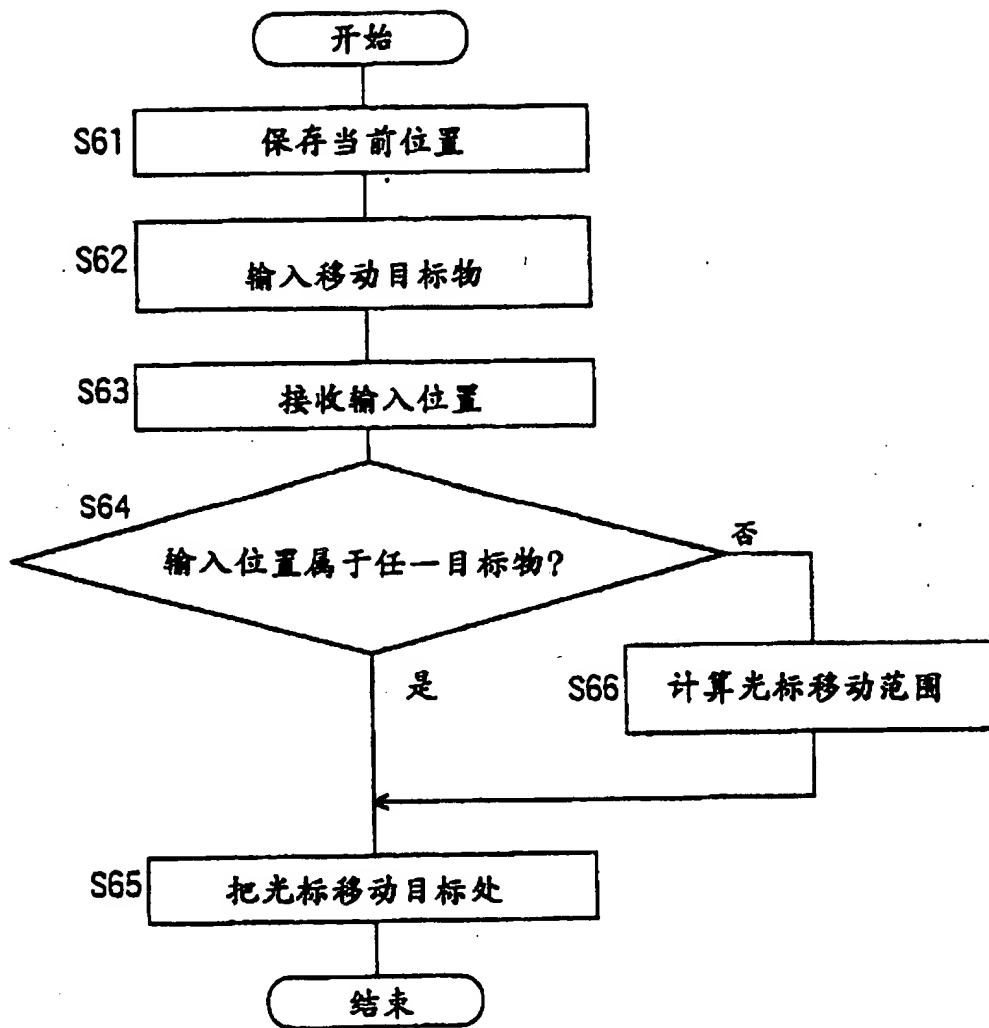 开始
S61
保存当前位置
S62
输入移动目标物
S63
接收输入位置
S64
输入位置属于任一目标物?
否
是
S66
计算光标移动范围
S65
把光标移动目标处
结束